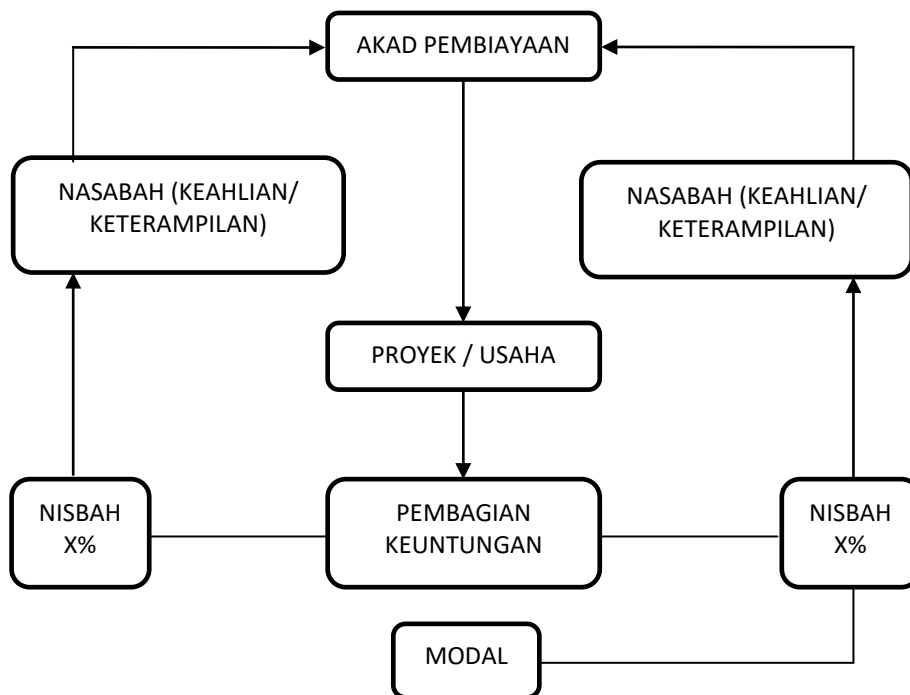 AKAD PEMBIAYAAN
NASABAH (KEAHLIAN/
KETERAMPILAN)
NASABAH (KEAHLIAN/
KETERAMPILAN)
PROYEK / USAHA
NISBAH
X%
PEMBAGIAN
KEUNTUNGAN
NISBAH
X%
MODAL